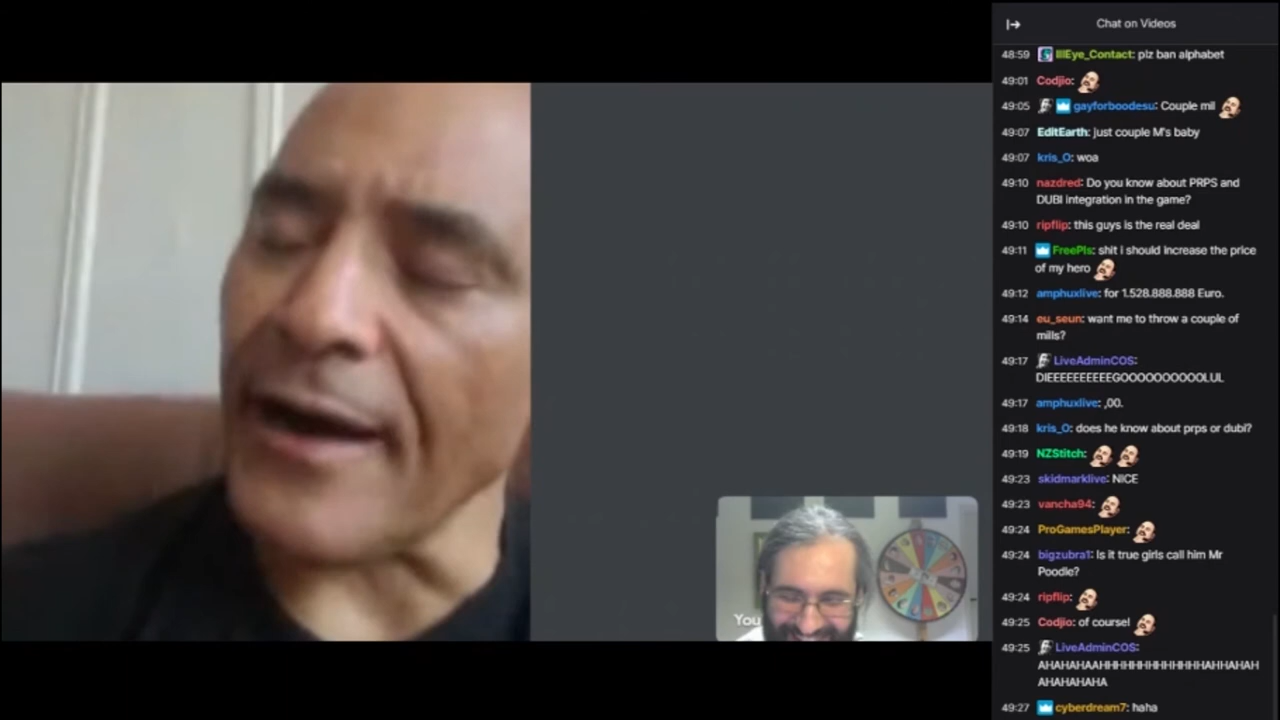 Chat on Videos
48:59 IllEye_Contact: plz ban alphabet
49:01 Codjio:
49:05 gayforboodesu: Couple mil
49:07 EditEarth: just couple M's baby
49:07 kris_O: woa
49:10 nazdred: Do you know about PRPS and
DUBI integration in the game?
49:10 ripflip: this guys is the real deal
49:11 FreePls: shit i should increase the price
of my hero
49:12 amphuxlive: for 1.528.888.888 Euro.
49:14 eu_seun: want me to throw a couple of
mills?
49:17 LiveAdminCOS:
DIEEEEEEEEEEGOOOOOOOOOOLUL
49:17 amphuxlive: ,00.
49:18 kris_O: does he know about prps or dubi?
49:19 NZStitch:
49:23 skidmarklive: NICE
49:23 vancha94:
49:24 ProGamesPlayer:
49:24 bigzubra1: Is it true girls call him Mr
Poodle?
49:24 ripflip:
49:25 Codjio: of course!
49:25 LiveAdminCOS:
AHAHAHAAHHHHHHHHHHHHHHAHHAHAH
AHAHAHAHA
49:27 cyberdream7: haha
You